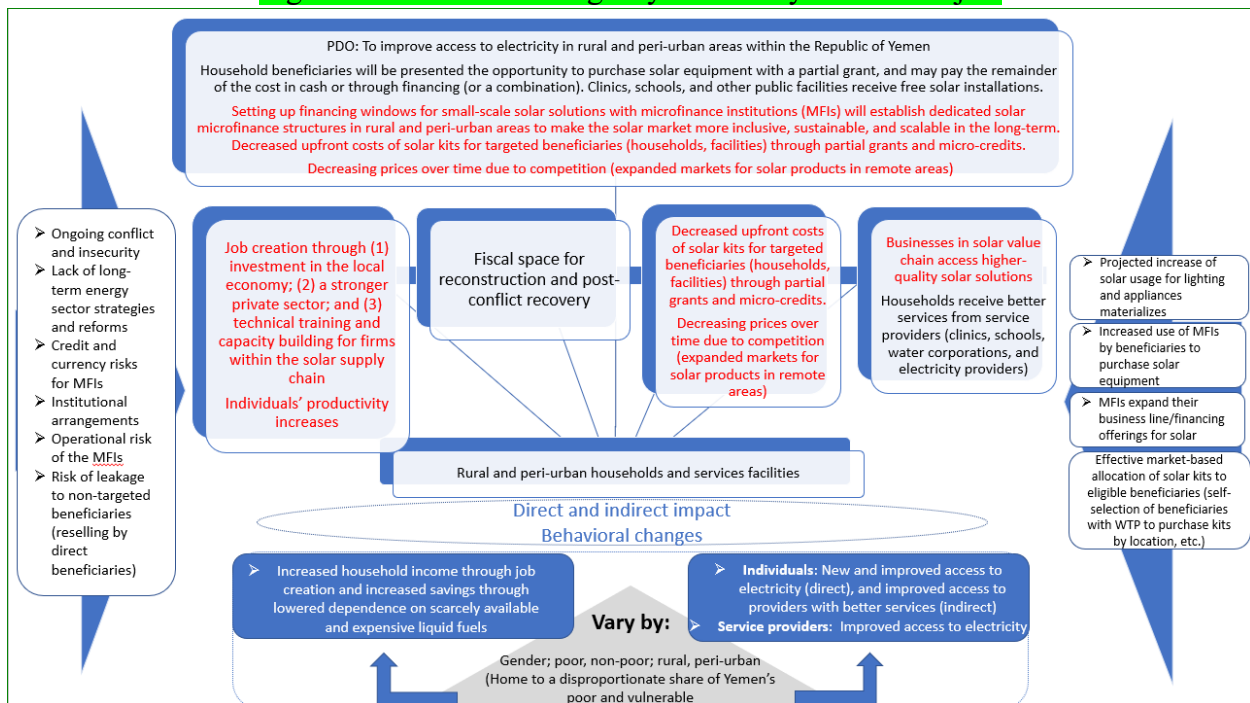 PDO: To improve access to electricity in rural and peri-urban areas within the Republic of Yemen
Household beneficiaries will be presented the opportunity to purchase solar equipment with a partial grant, and may pay the remainder
of the cost in cash or through financing (or a combination). Clinics, schools, and other public facilities receive free solar installations.
Setting up financing windows for small-scale solar solutions with microfinance institutions (MFIs) will establish dedicated solar
microfinance structures in rural and peri-urban areas to make the solar market more inclusive, sustainable, and scalable in the long-term.
Decreased upfront costs of solar kits for targeted beneficiaries (households, facilities) through partial grants and micro-credits.
Decreasing prices over time due to competition (expanded markets for solar products in remote areas)
➢ Ongoing conflict
and insecurity
➢ Lack of long-
term energy
sector strategies
and reforms
➢ Credit and
currency risks
for MFIs
➢ Institutional
arrangements
➢ Operational risk
of the MFIs
➢ Risk of leakage
to non-targeted
beneficiaries
(reselling by
direct
beneficiaries)
Job creation through (1)
investment in the local
economy; (2) a stronger
private sector; and (3)
technical training and
capacity building for firms
within the solar supply
chain
Individuals' productivity
increases
Fiscal space for
reconstruction and post-
conflict recovery
Decreased upfront costs
of solar kits for targeted
beneficiaries (households,
facilities) through partial
grants and micro-credits.
Decreasing prices over
time due to competition
(expanded markets for
solar products in remote
areas)
Businesses in solar value
chain access higher-
quality solar solutions
Households receive better
services from service
providers (clinics, schools,
water corporations, and
electricity providers)
➢ Projected increase of
solar usage for lighting
and appliances
materializes
➢ Increased use of MFIs
by beneficiaries to
purchase solar
equipment
➢ MFIs expand their
business line/financing
offerings for solar
Effective market-based
allocation of solar kits to
eligible beneficiaries (self-
selection of beneficiaries
with WTP to purchase kits
by location, etc.)
Rural and peri-urban households and services facilities
Direct and indirect impact
Behavioral changes
➢ Increased household income through job
creation and increased savings through
lowered dependence on scarcely available
and expensive liquid fuels
➢ Individuals: New and improved access to
electricity (direct), and improved access to
providers with better services (indirect)
➢ Service providers: Improved access to electricity
Vary by:
Gender; poor, non-poor; rural, peri-urban
(Home to a disproportionate share of Yemen's
poor and vulnerable